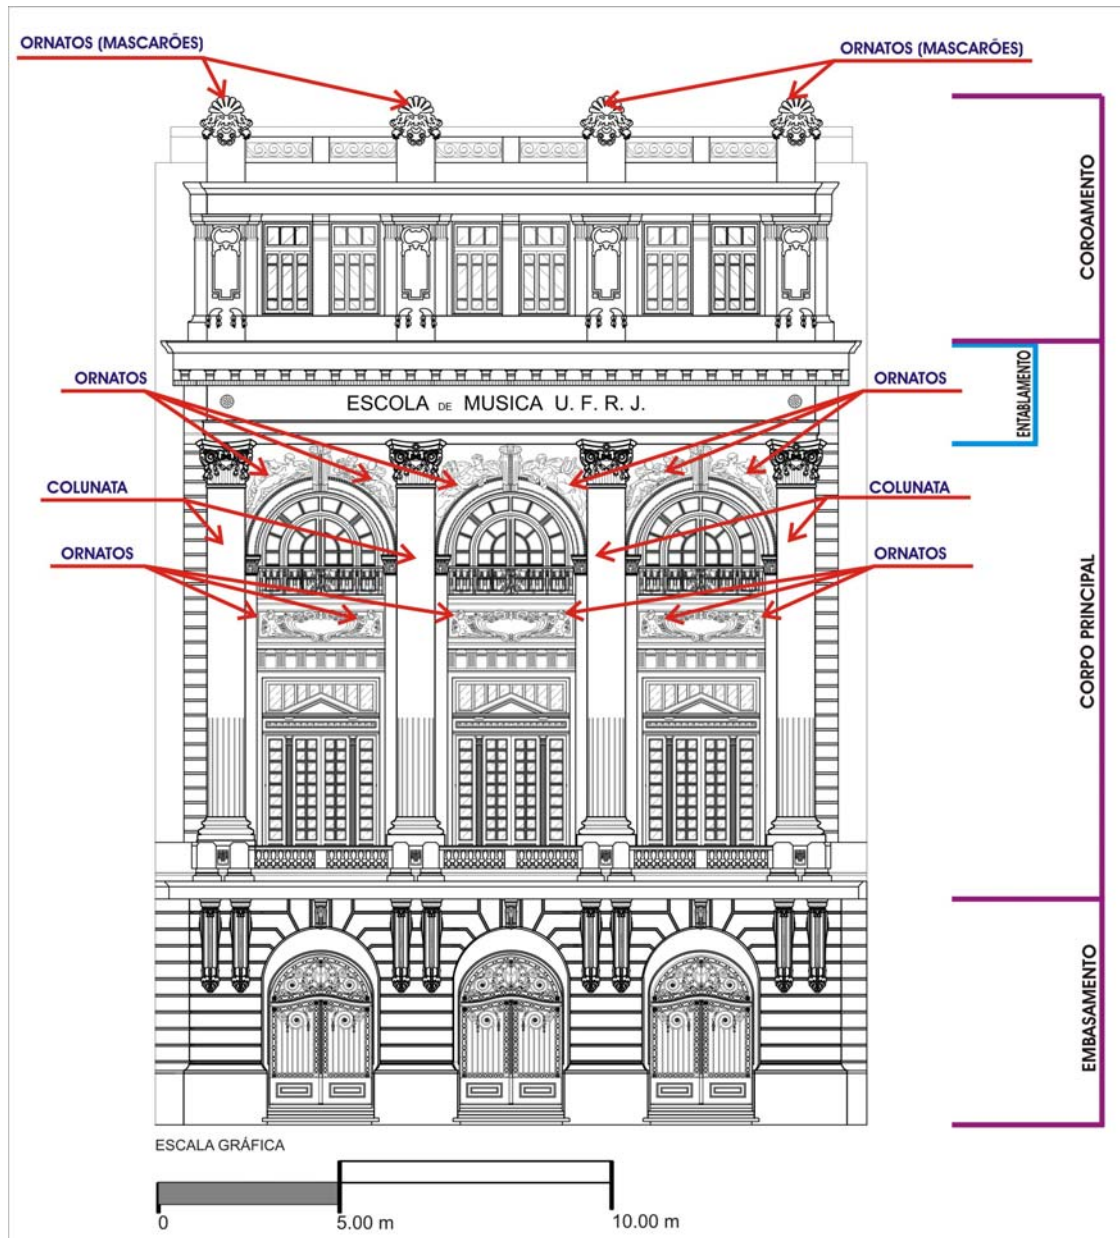 ORNATOS (MASCARÕES)
ORNATOS (MASCARÕES)
COROAMENTO
ENTABLAMENTO
ORNATOS
ORNATOS
ESCOLA DE MUSICA U. F. R. J.
COLUNATA
COLUNATA
ORNATOS
ORNATOS
CORPO PRINCIPAL
EMBASAMENTO
ESCALA GRÁFICA
0
5.00 m
10.00 m